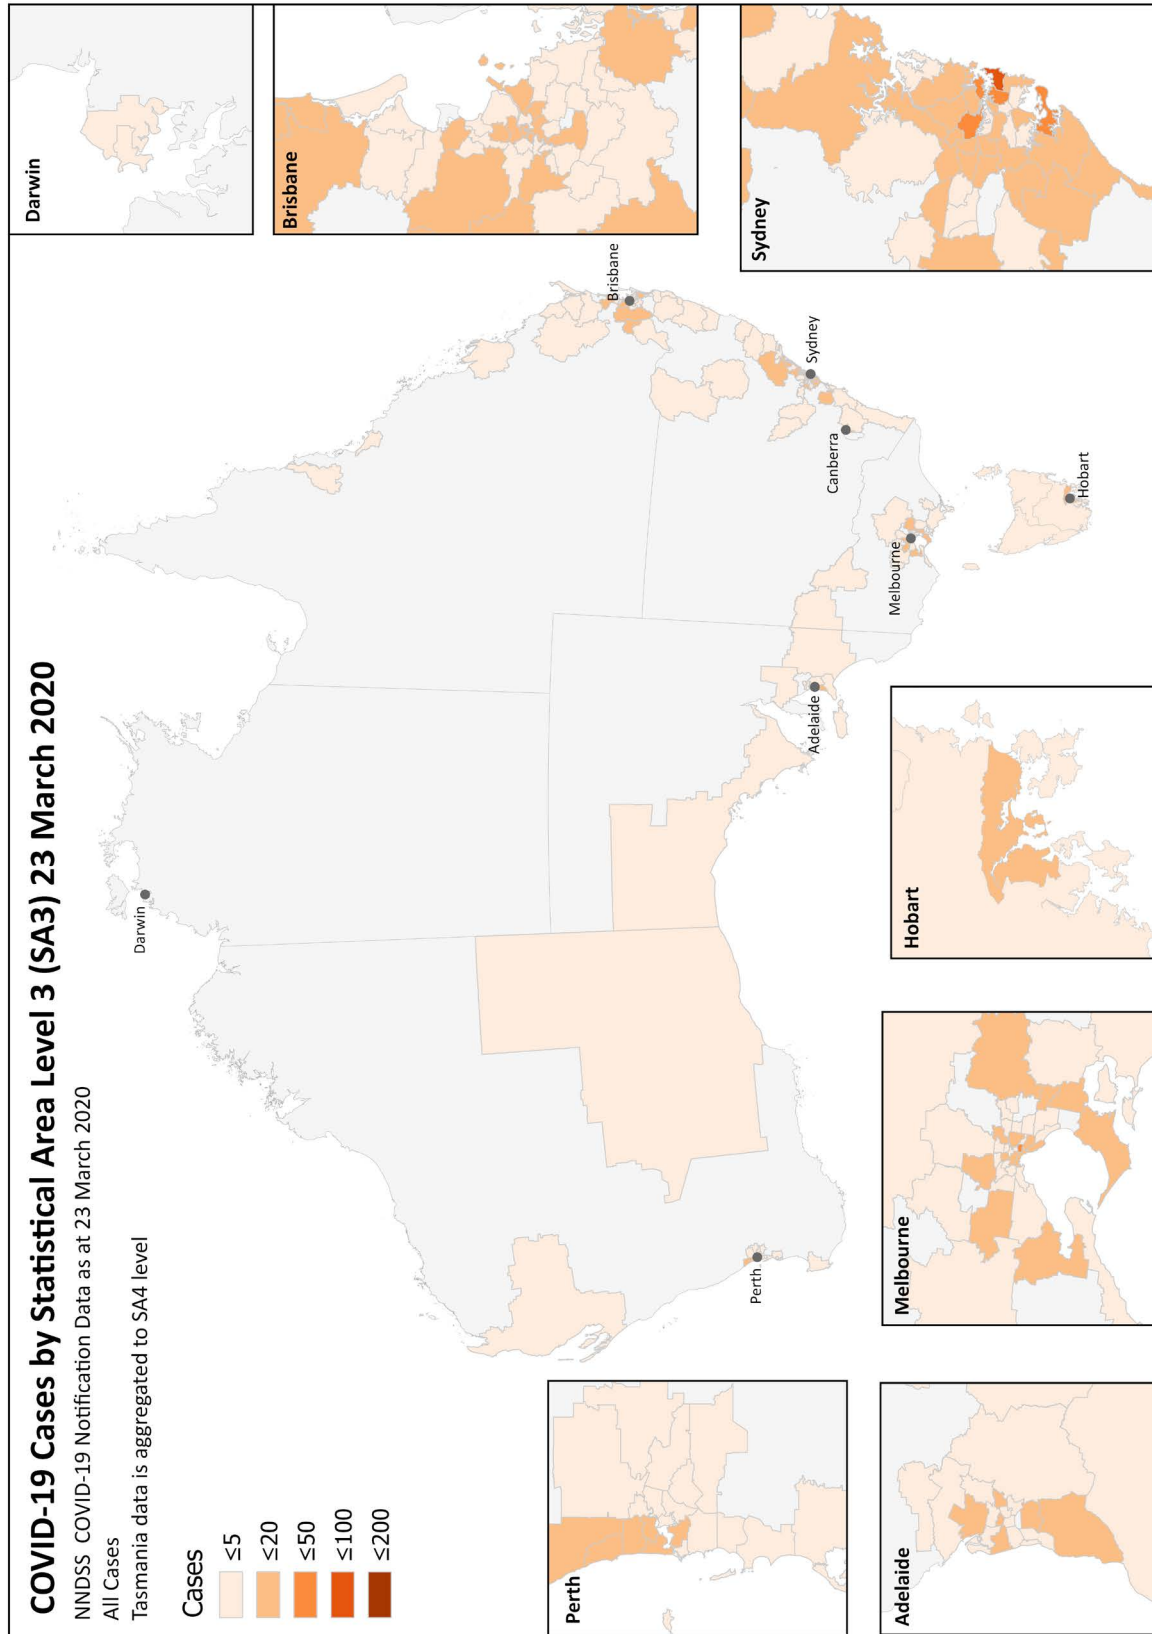 COVID-19 Cases by Statistical Area Level 3 (SA3) 23 March 2020
NNDSS COVID-19 Notification Data as at 23 March 2020
All Cases
Tasmania data is aggregated to SA4 level
Cases
≤5
≤20
≤50
≤100
≤200
Darwin
Brisbane
Sydney
Darwin
Brisbane
Sydney
Canberra
Melbourne
Hobart
Adelaide
Perth
Perth
Adelaide
Melbourne
Hobart